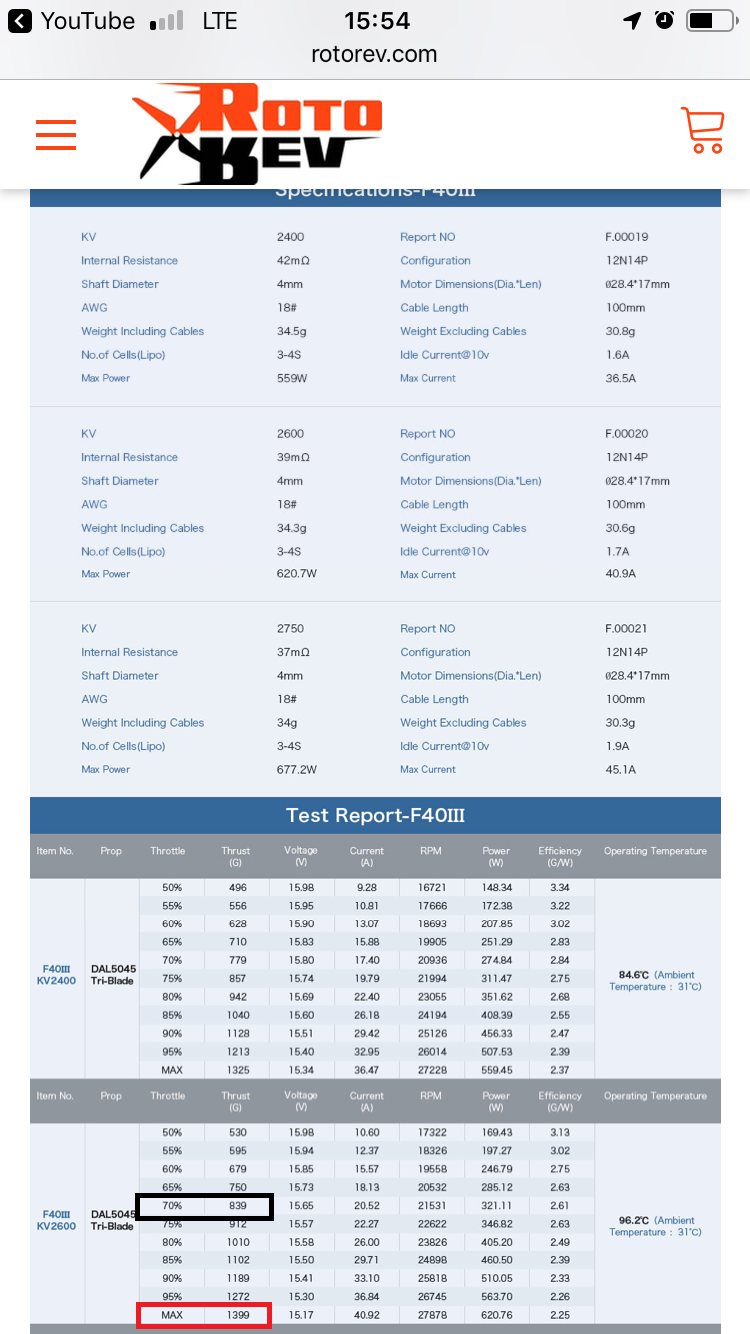 YouTube LTE 15:54
rotorev.com
ROTO
REV
Specifications-F40III
KV 2400 Report NO F.00019
Internal Resistance 42mΩ Configuration 12N14P
Shaft Diameter 4mm Motor Dimensions(Dia.*Len) ø28.4*17mm
AWG 18# Cable Length 100mm
Weight Including Cables 34.5g Weight Excluding Cables 30.8g
No.of Cells(Lipo) 3-4S Idle Current@10v 1.6A
Max Power 559W Max Current 36.5A
KV 2600 Report NO F.00020
Internal Resistance 39mΩ Configuration 12N14P
Shaft Diameter 4mm Motor Dimensions(Dia.*Len) ø28.4*17mm
AWG 18# Cable Length 100mm
Weight Including Cables 34.3g Weight Excluding Cables 30.6g
No.of Cells(Lipo) 3-4S Idle Current@10v 1.7A
Max Power 620.7W Max Current 40.9A
KV 2750 Report NO F.00021
Internal Resistance 37mΩ Configuration 12N14P
Shaft Diameter 4mm Motor Dimensions(Dia.*Len) ø28.4*17mm
AWG 18# Cable Length 100mm
Weight Including Cables 34g Weight Excluding Cables 30.3g
No.of Cells(Lipo) 3-4S Idle Current@10v 1.9A
Max Power 677.2W Max Current 45.1A
Test Report-F40III
Item No. Prop Throttle Thrust (G) Voltage (V) Current (A) RPM Power (W) Efficiency (G/W) Operating Temperature
50% 496 15.98 9.28 16721 148.34 3.34
55% 556 15.95 10.81 17666 172.38 3.22
60% 628 15.90 13.07 18693 207.85 3.02
65% 710 15.83 15.88 19905 251.29 2.83
70% 779 15.80 17.40 20936 274.84 2.84
F40III KV2400 DAL5045 Tri-Blade 75% 857 15.74 19.79 21994 311.47 2.75 84.6℃ (Ambient Temperature : 31℃)
80% 942 15.69 22.40 23055 351.62 2.68
85% 1040 15.60 26.18 24194 408.39 2.55
90% 1128 15.51 29.42 25126 456.33 2.47
95% 1213 15.40 32.95 26014 507.53 2.39
MAX 1325 15.34 36.47 27228 559.45 2.37
Item No. Prop Throttle Thrust (G) Voltage (V) Current (A) RPM Power (W) Efficiency (G/W) Operating Temperature
50% 530 15.98 10.60 17322 169.43 3.13
55% 595 15.94 12.37 18326 197.27 3.02
60% 679 15.85 15.57 19558 246.79 2.75
65% 750 15.73 18.13 20532 285.12 2.63
70% 839 15.65 20.52 21531 321.11 2.61
F40III KV2600 DAL5045 Tri-Blade 75% 912 15.57 22.27 22622 346.82 2.63 96.2℃ (Ambient Temperature : 31℃)
80% 1010 15.58 26.00 23826 405.20 2.49
85% 1102 15.50 29.71 24898 460.50 2.39
90% 1189 15.41 33.10 25818 510.05 2.33
95% 1272 15.30 36.84 26745 563.70 2.26
MAX 1399 15.17 40.92 27878 620.76 2.25